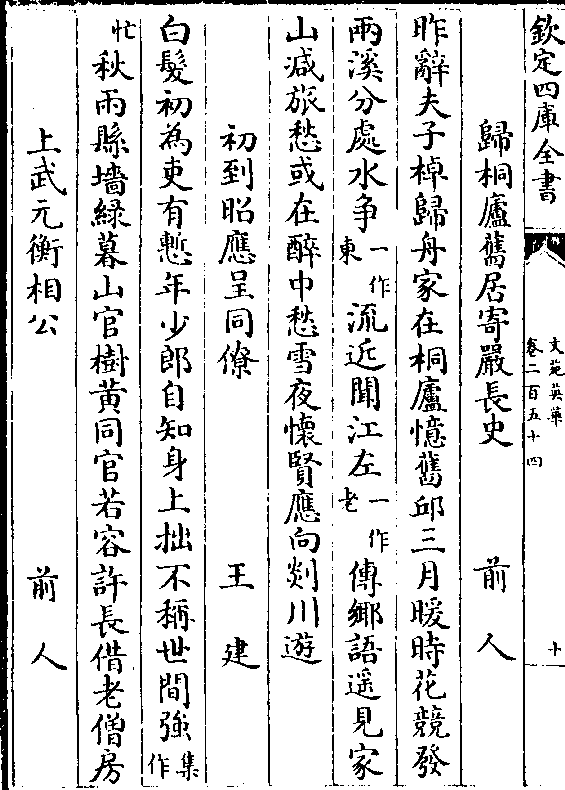 欽定四庫全書
文苑英華
卷二百五十四
十
歸桐廬舊居寄嚴長史
前人
昨辭夫子棹歸舟家在桐廬憶舊邱三月暖時花競發
兩溪分處水争一作東流近聞江左一作老傳鄉語遥見家
山減旅愁或在醉中愁雪夜懷賢應向剡川遊
初到昭應呈同僚
王建
白髮初為吏有慙年少郎自知身上拙不稱世間強集作
忙秋雨縣墻緑暮山官樹黃同官若容許長借老僧房
上武元衡相公
前人